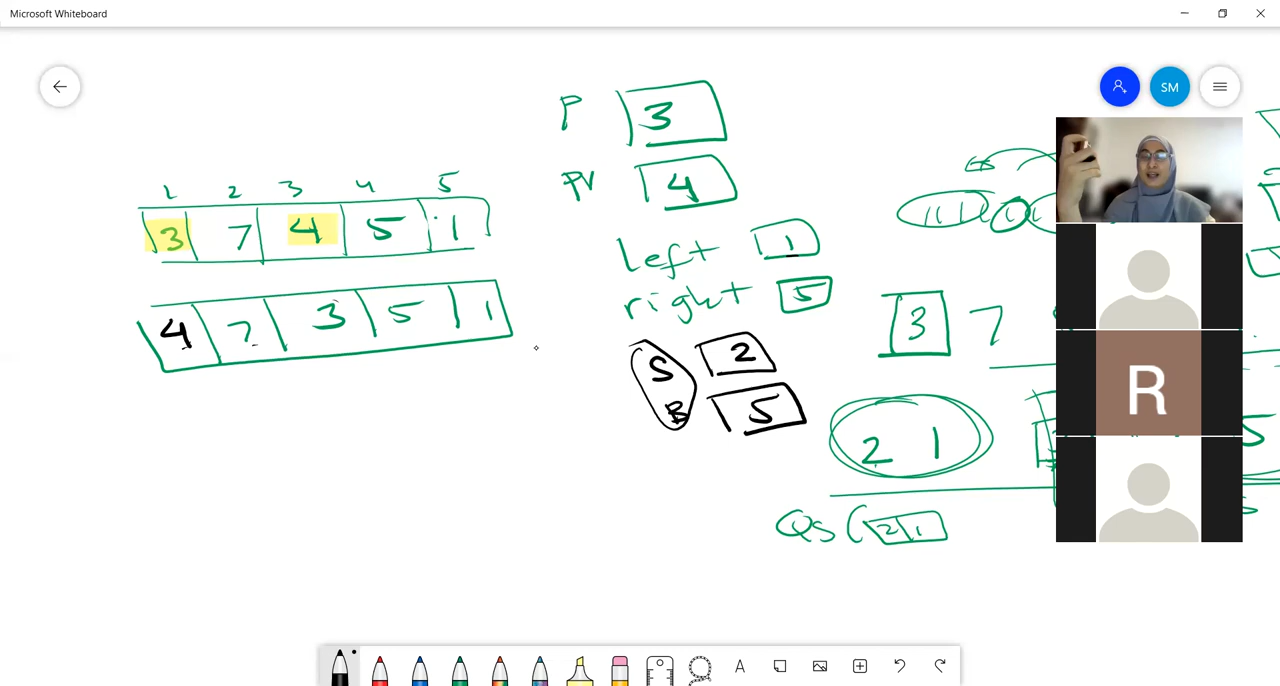 Microsoft Whiteboard
SM
P 3
PV 4
1 2 3 4 5
3 7 4 5 1
left 1
right 5
4 7 3 5 1
S 2
B 5
3 7
2 1
5
QS ( 2 1
R
A